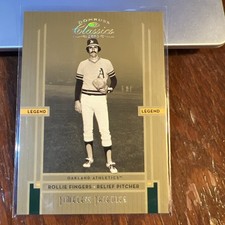 DONRUSS
Classics
LEGEND
LEGEND
A
OAKLAND ATHLETICS
ROLLIE FINGERS RELIEF PITCHER